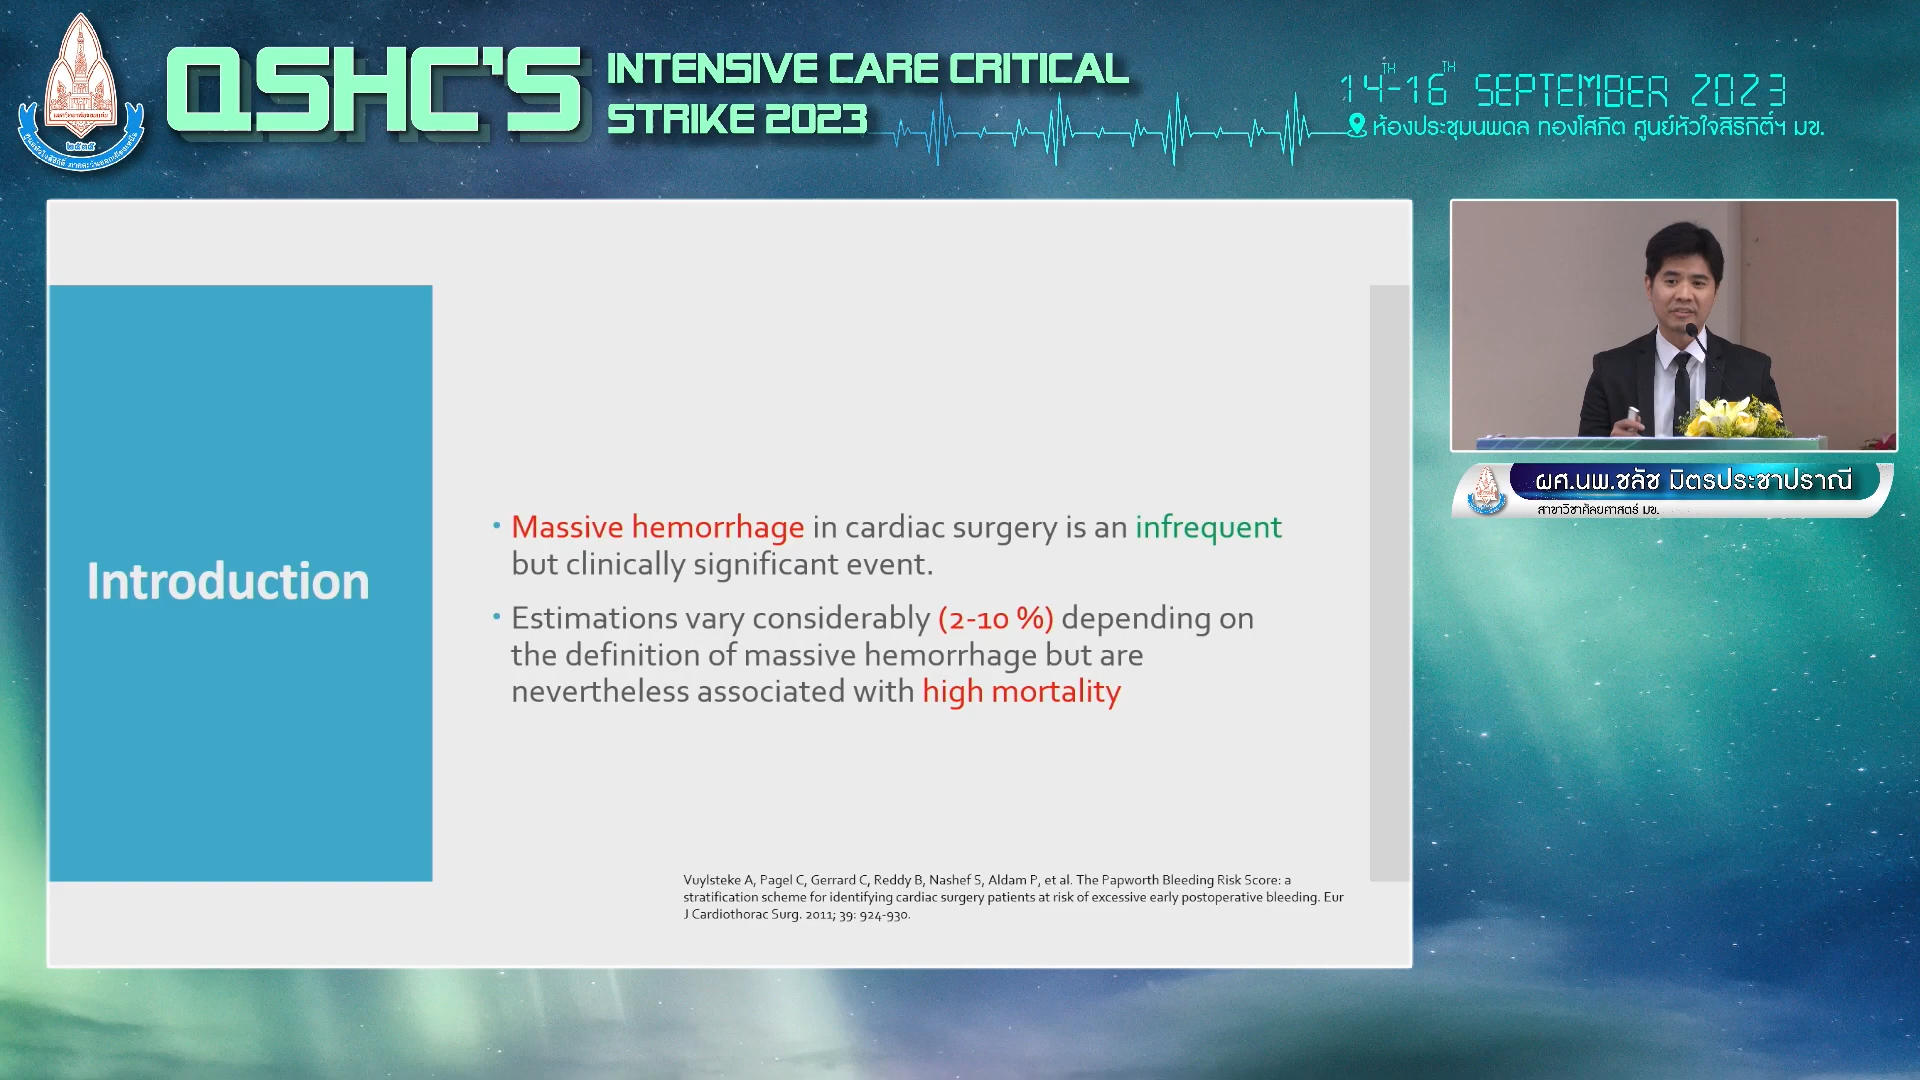 QSHC'S
INTENSIVE CARE CRITICAL
STRIKE 2023
14TH-16TH SEPTEMBER 2023
ห้องประชุมนพดล ทองโสภิต ศูนย์หัวใจสิริกิติ์ฯ มข.
Introduction
• Massive hemorrhage in cardiac surgery is an infrequent
but clinically significant event.
• Estimations vary considerably (2-10 %) depending on
the definition of massive hemorrhage but are
nevertheless associated with high mortality
Vuylsteke A, Pagel C, Gerrard C, Reddy B, Nashef S, Aldam P, et al. The Papworth Bleeding Risk Score: a
stratification scheme for identifying cardiac surgery patients at risk of excessive early postoperative bleeding. Eur
J Cardiothorac Surg. 2011; 39: 924-930.
ผศ.นพ.ชลัช มิตรประชาปราณี
สาขาวิชาศัลยศาสตร์ มข.